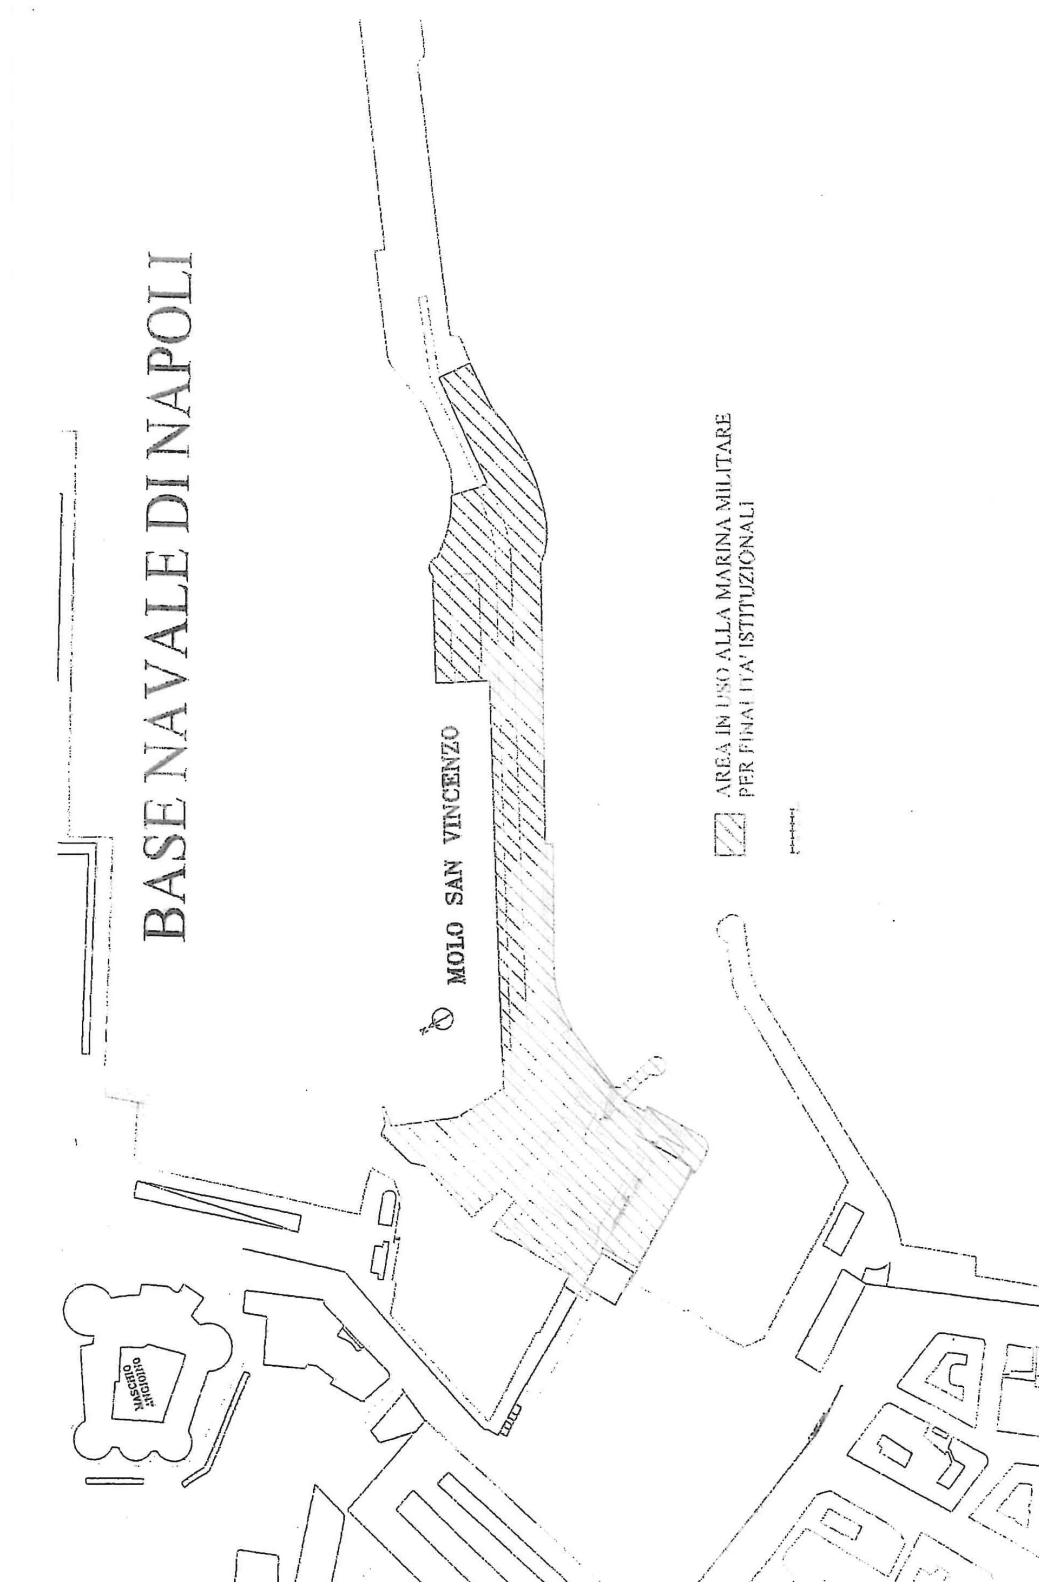 BASE NAVALE DI NAPOLI
MOLO SAN VINCENZO
N
AREA IN USO ALLA MARINA MILITARE
PER FINALITA' ISTITUZIONALI
MASCHIO
ANGIOINO